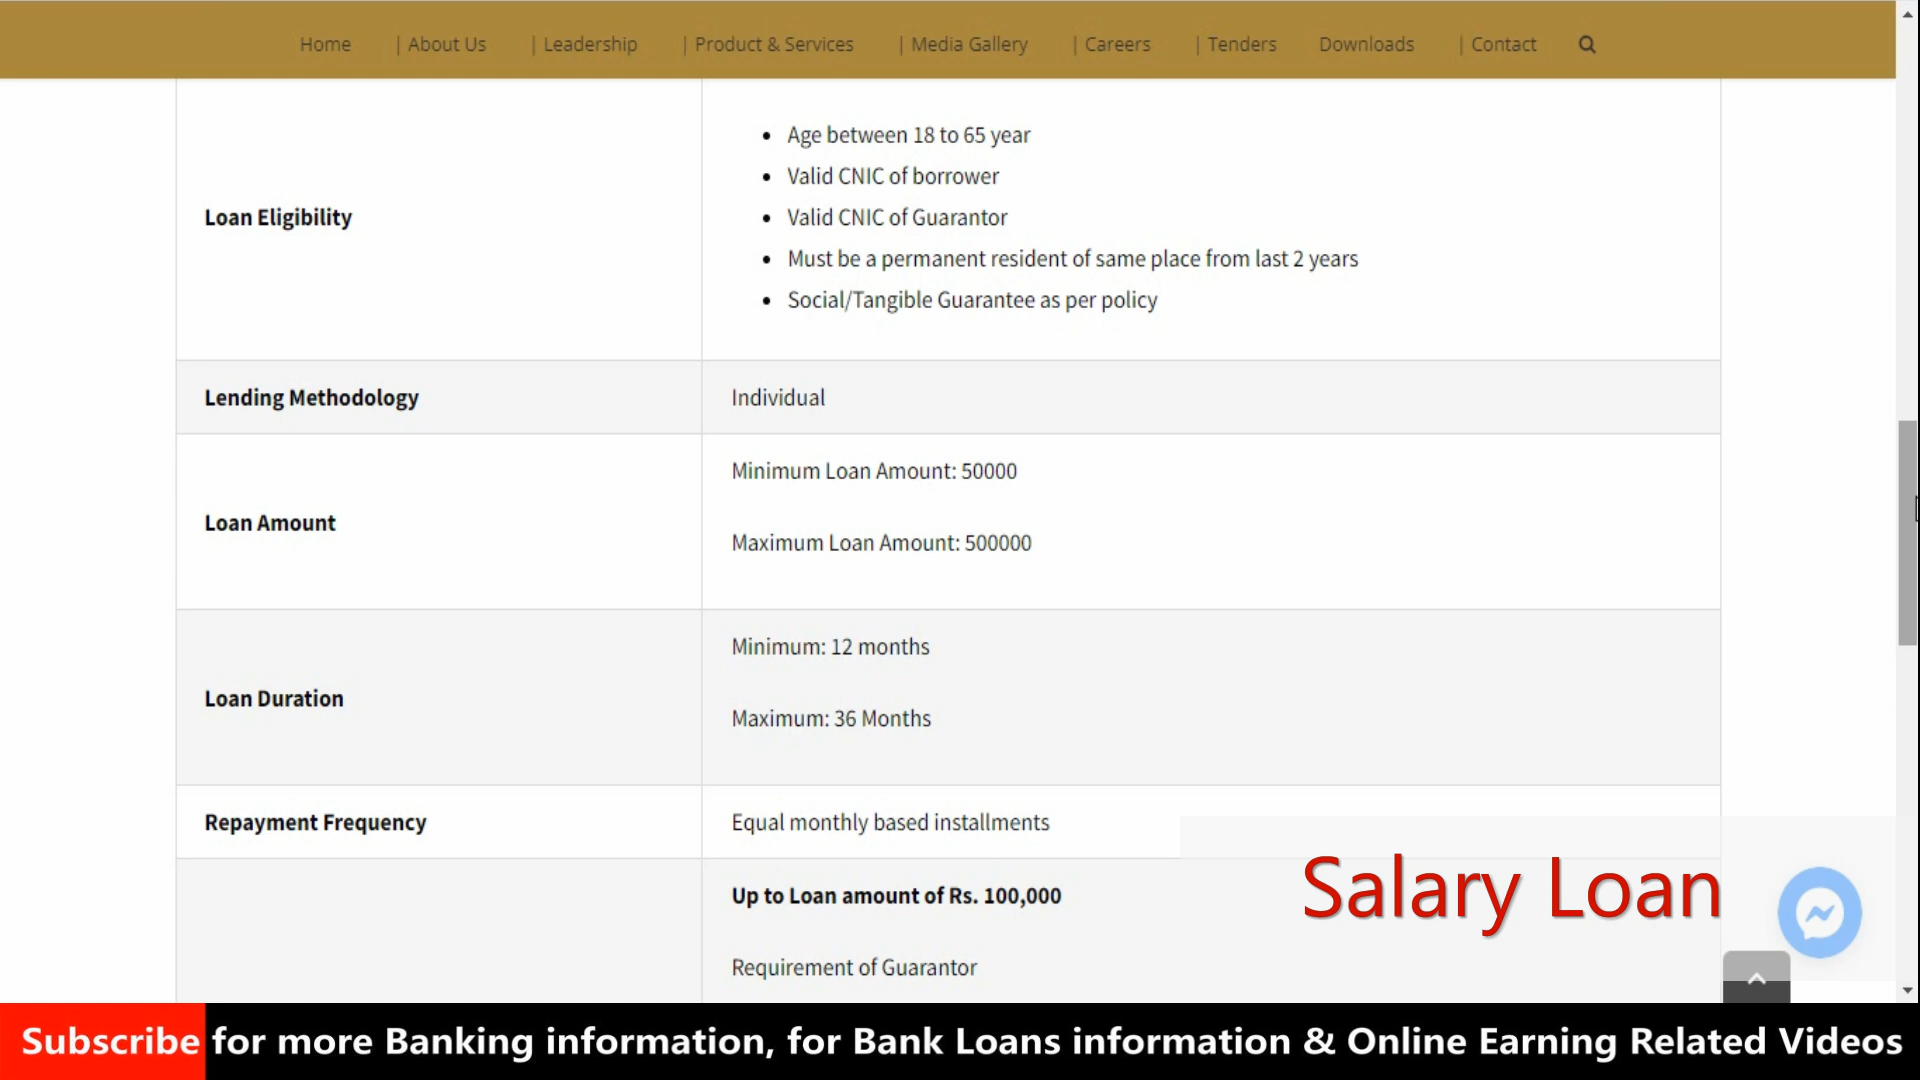 Home | About Us | Leadership | Product & Services | Media Gallery | Careers | Tenders Downloads | Contact
Loan Eligibility
• Age between 18 to 65 year
• Valid CNIC of borrower
• Valid CNIC of Guarantor
• Must be a permanent resident of same place from last 2 years
• Social/Tangible Guarantee as per policy
Lending Methodology
Individual
Loan Amount
Minimum Loan Amount: 50000
Maximum Loan Amount: 500000
Loan Duration
Minimum: 12 months
Maximum: 36 Months
Repayment Frequency
Equal monthly based installments
Up to Loan amount of Rs. 100,000
Requirement of Guarantor
Salary Loan
Subscribe for more Banking information, for Bank Loans information & Online Earning Related Videos